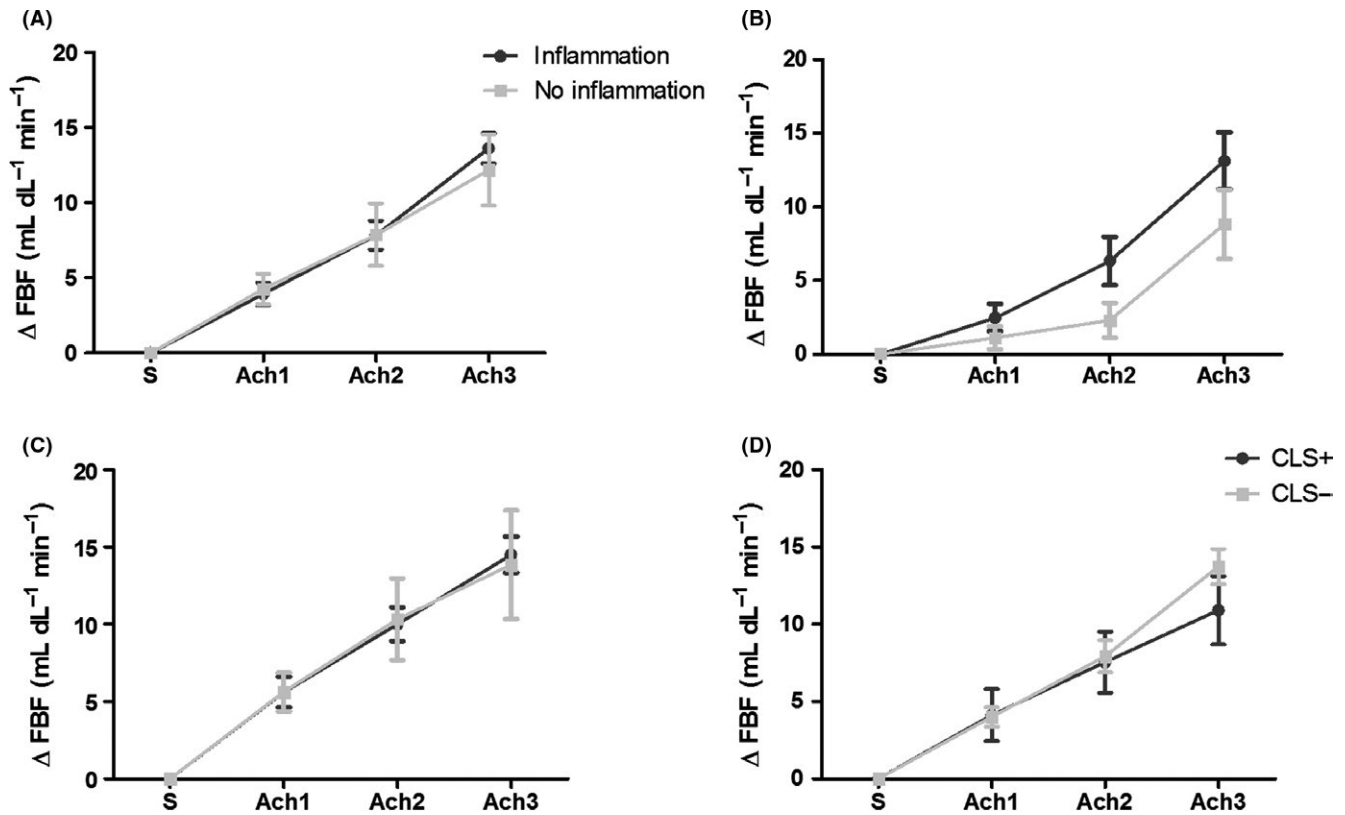 (A)
20
15
10
5
0
Δ FBF (mL dL⁻¹ min⁻¹)
S Ach1 Ach2 Ach3
Inflammation
No inflammation
(B)
20
15
10
5
0
Δ FBF (mL dL⁻¹ min⁻¹)
S Ach1 Ach2 Ach3
(C)
20
15
10
5
0
Δ FBF (mL dL⁻¹ min⁻¹)
S Ach1 Ach2 Ach3
(D)
20
15
10
5
0
Δ FBF (mL dL⁻¹ min⁻¹)
S Ach1 Ach2 Ach3
CLS+
CLS–